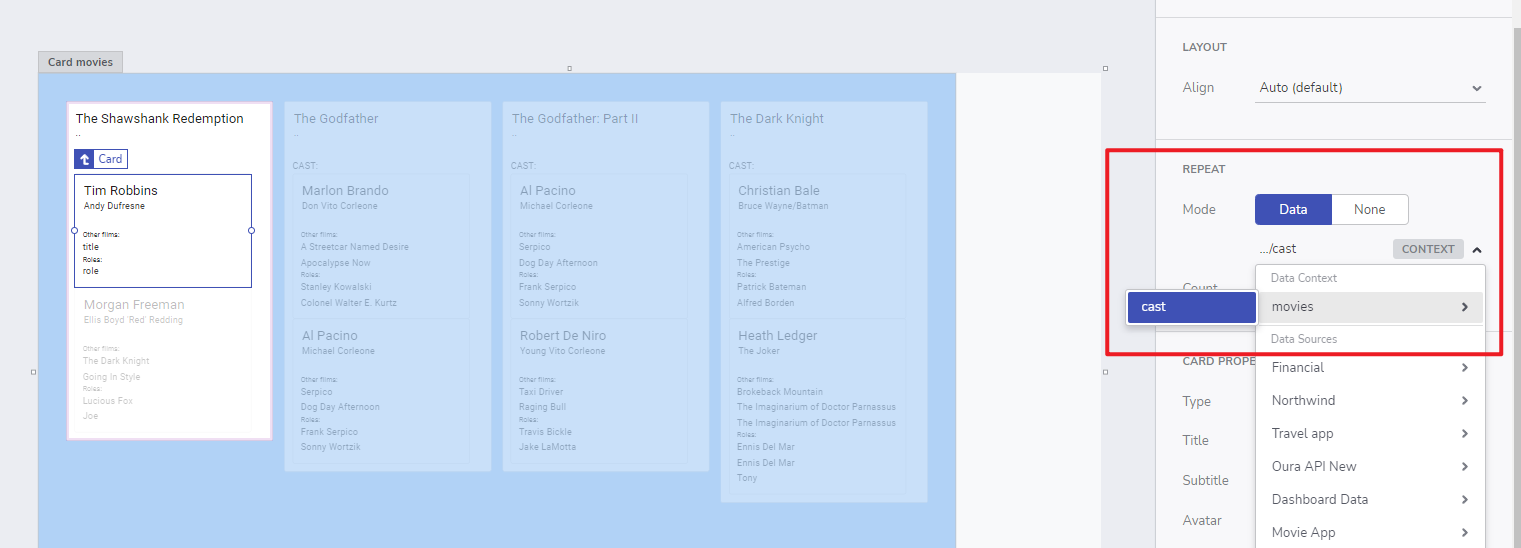 Card movies
The Shawshank Redemption
..
Card
Tim Robbins
Andy Dufresne
Other films:
title
Roles:
role
Morgan Freeman
Ellis Boyd 'Red' Redding
Other films:
The Dark Knight
Going In Style
Roles:
Lucious Fox
Joe
The Godfather
..
CAST:
Marlon Brando
Don Vito Corleone
Other films:
A Streetcar Named Desire
Apocalypse Now
Roles:
Stanley Kowalski
Colonel Walter E. Kurtz
Al Pacino
Michael Corleone
Other films:
Serpico
Dog Day Afternoon
Roles:
Frank Serpico
Sonny Wortzik
The Godfather: Part II
..
CAST:
Al Pacino
Michael Corleone
Other films:
Serpico
Dog Day Afternoon
Roles:
Frank Serpico
Sonny Wortzik
Robert De Niro
Young Vito Corleone
Other films:
Taxi Driver
Raging Bull
Roles:
Travis Bickle
Jake LaMotta
The Dark Knight
..
CAST:
Christian Bale
Bruce Wayne/Batman
Other films:
American Psycho
The Prestige
Roles:
Patrick Bateman
Alfred Borden
Heath Ledger
The Joker
Other films:
Brokeback Mountain
The Imaginarium of Doctor Parnassus
The Imaginarium of Doctor Parnassus
Roles:
Ennis Del Mar
Ennis Del Mar
Tony
LAYOUT
Align
Auto (default)
REPEAT
Mode
Data
None
.../cast
CONTEXT
Count
Data Context
cast
movies
Data Sources
CARD PROPE
Financial
Type
Northwind
Title
Travel app
Subtitle
Oura API New
Dashboard Data
Avatar
Movie App